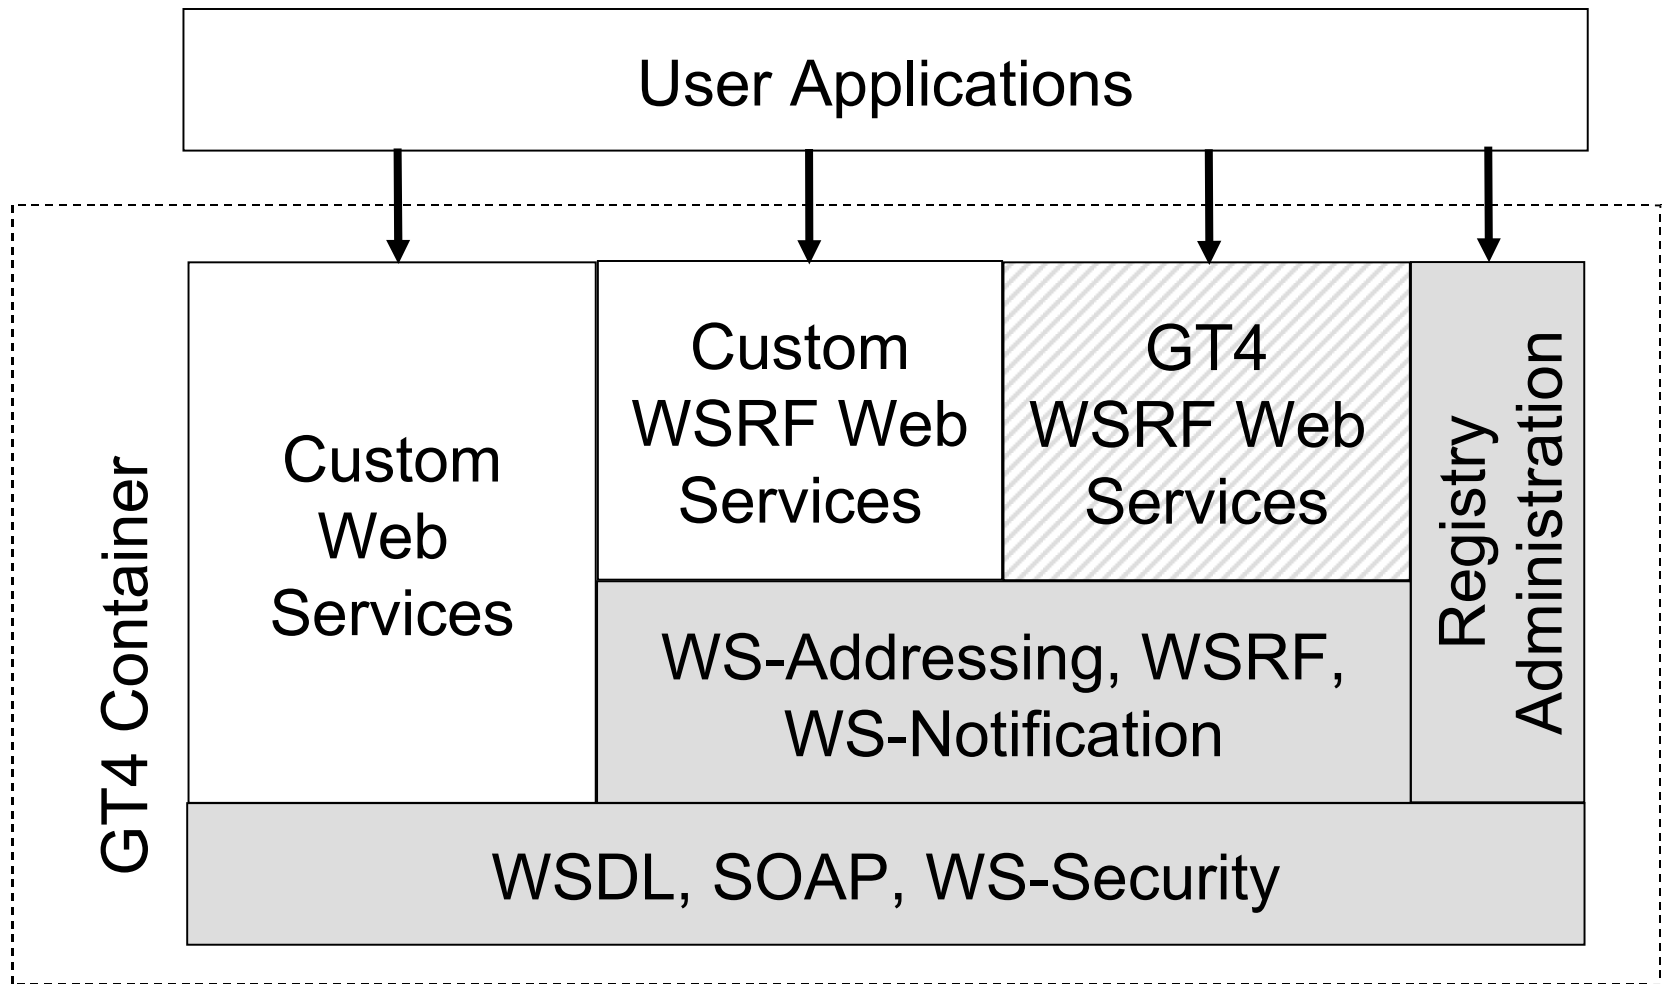 User Applications
GT4 Container
Custom
Web
Services
Custom
WSRF Web
Services
GT4
WSRF Web
Services
Registry
Administration
WS-Addressing, WSRF,
WS-Notification
WSDL, SOAP, WS-Security